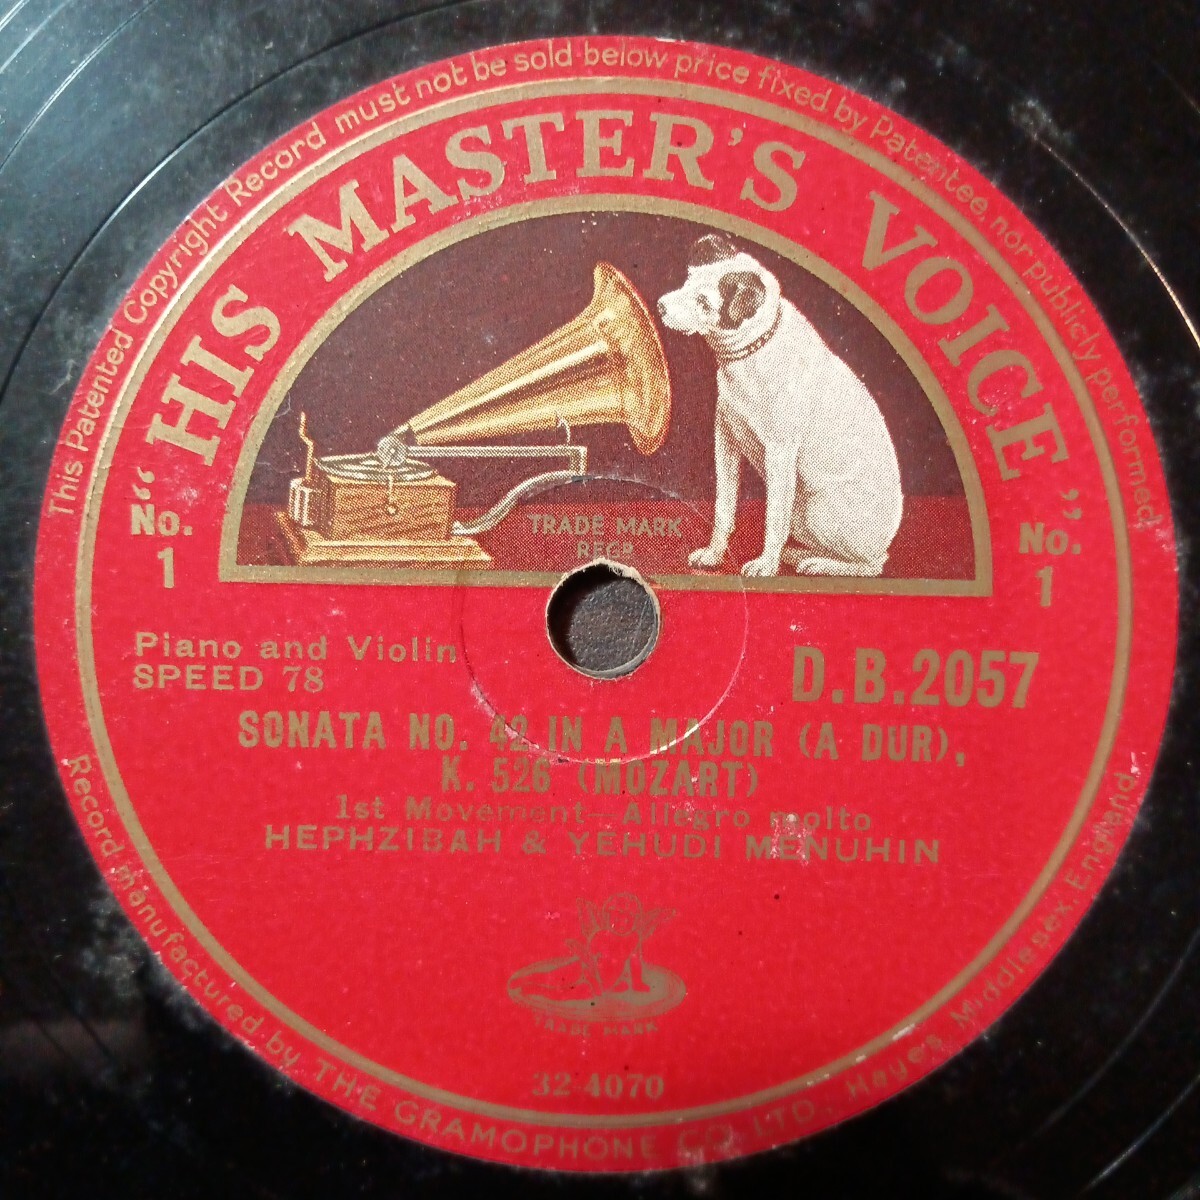 This Patented Copyright Record must not be sold below price fixed by Patentee, nor publicly performed.
"HIS MASTER'S VOICE"
No.
1
No.
1
TRADE MARK
REGD.
Piano and Violin
SPEED 78
D.B.2057
SONATA NO. 42 IN A MAJOR (A DUR),
K. 526 (MOZART)
1st Movement—Allegro molto
HEPHZIBAH & YEHUDI MENUHIN
TRADE MARK
32-4070
Record manufactured by THE GRAMOPHONE CO. LTD., Hayes, Middlesex, England.